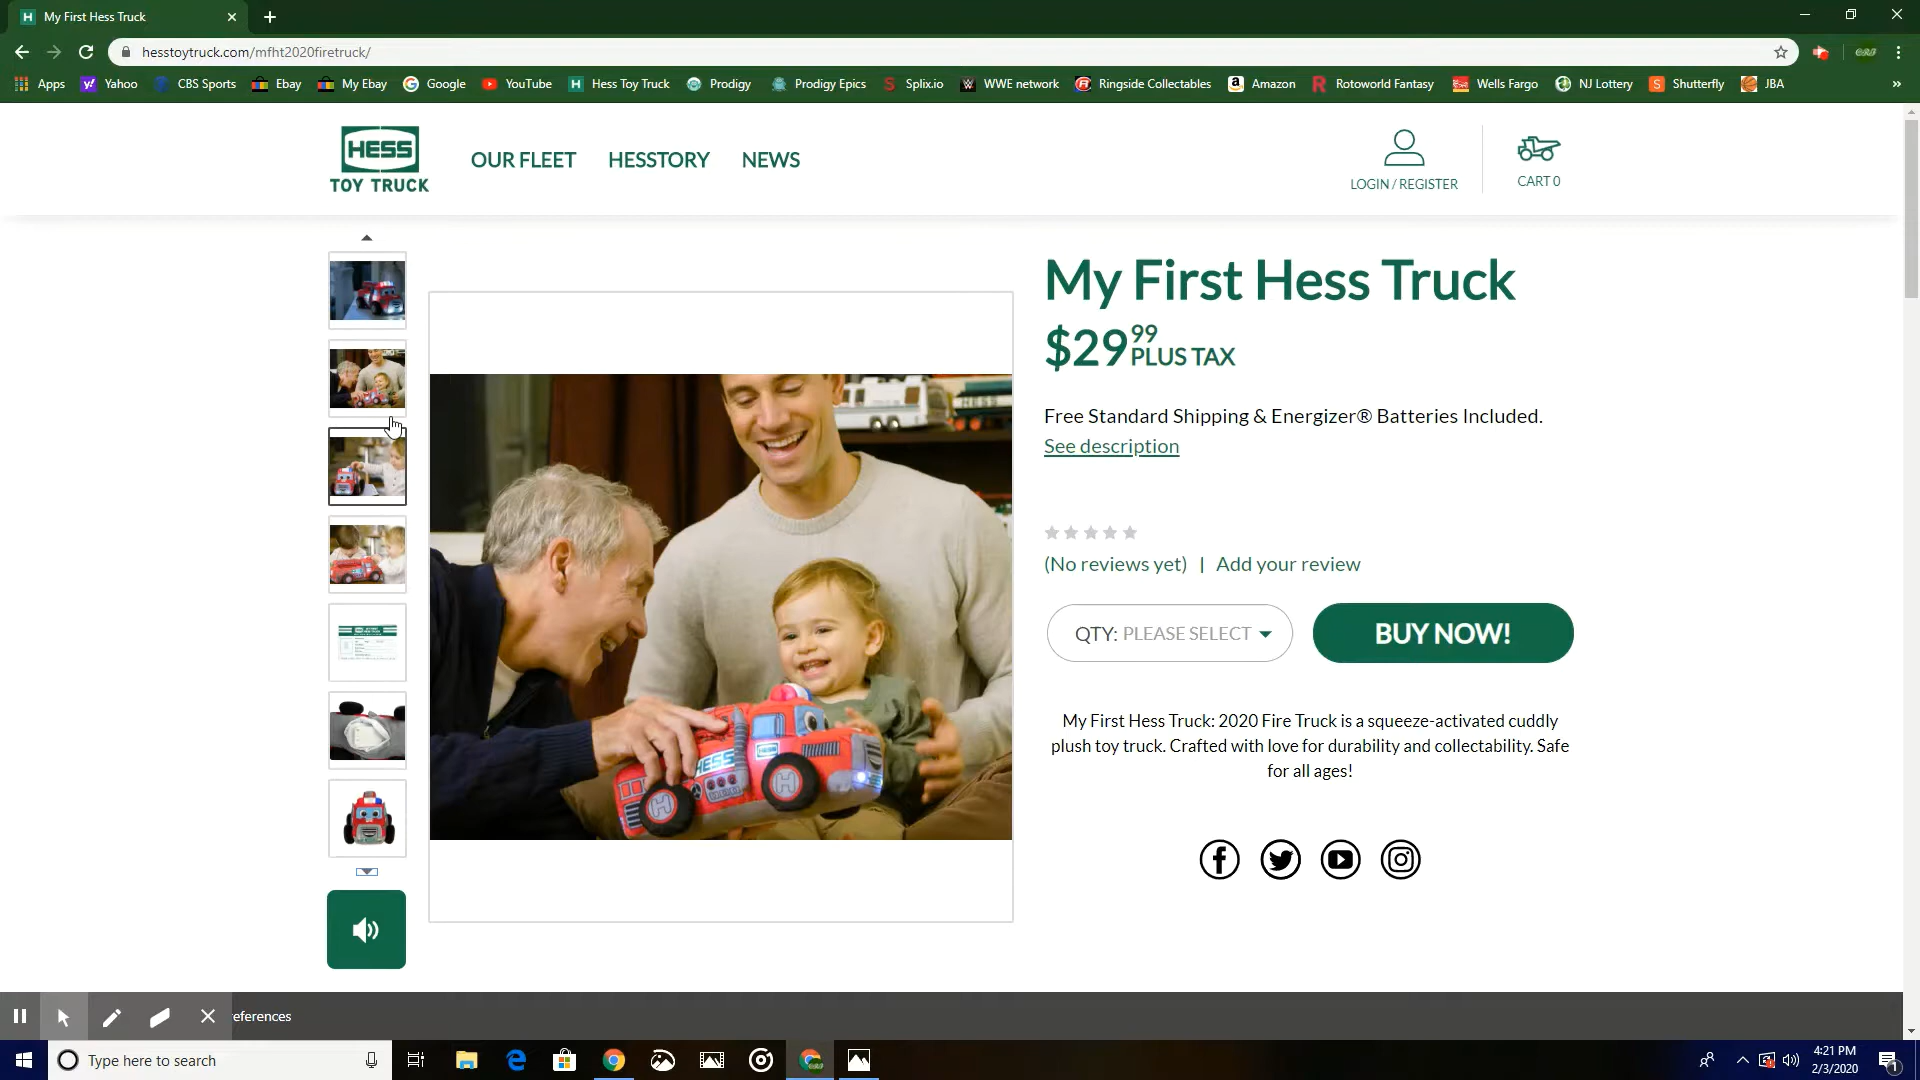 My First Hess Truck
hesstoytruck.com/mfht2020firetruck/
Apps Yahoo CBS Sports Ebay My Ebay Google YouTube Hess Toy Truck Prodigy Prodigy Epics Splix.io WWE network Ringside Collectables Amazon Rotoworld Fantasy Wells Fargo NJ Lottery Shutterfly JBA »
HESS
TOY TRUCK
OUR FLEET HESSTORY NEWS
LOGIN / REGISTER
CART 0
My First Hess Truck
$29 99
PLUS TAX
Free Standard Shipping & Energizer® Batteries Included.
See description
(No reviews yet) | Add your review
QTY: PLEASE SELECT
BUY NOW!
My First Hess Truck: 2020 Fire Truck is a squeeze-activated cuddly
plush toy truck. Crafted with love for durability and collectability. Safe
for all ages!
HESS
HESS
eferences
Type here to search
4:21 PM
2/3/2020
1